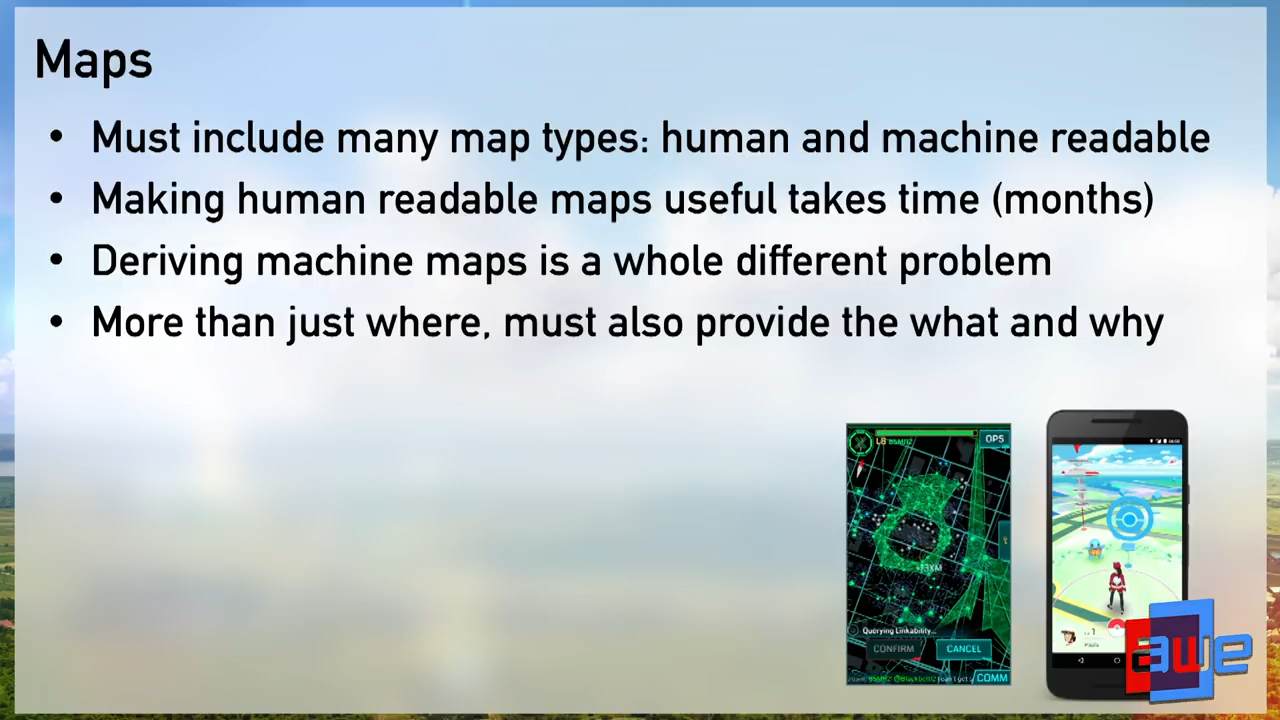 Maps
• Must include many map types: human and machine readable
• Making human readable maps useful takes time (months)
• Deriving machine maps is a whole different problem
• More than just where, must also provide the what and why
OPS
L8
Querying Linkability...
CONFIRM
CANCEL
COMM
awe